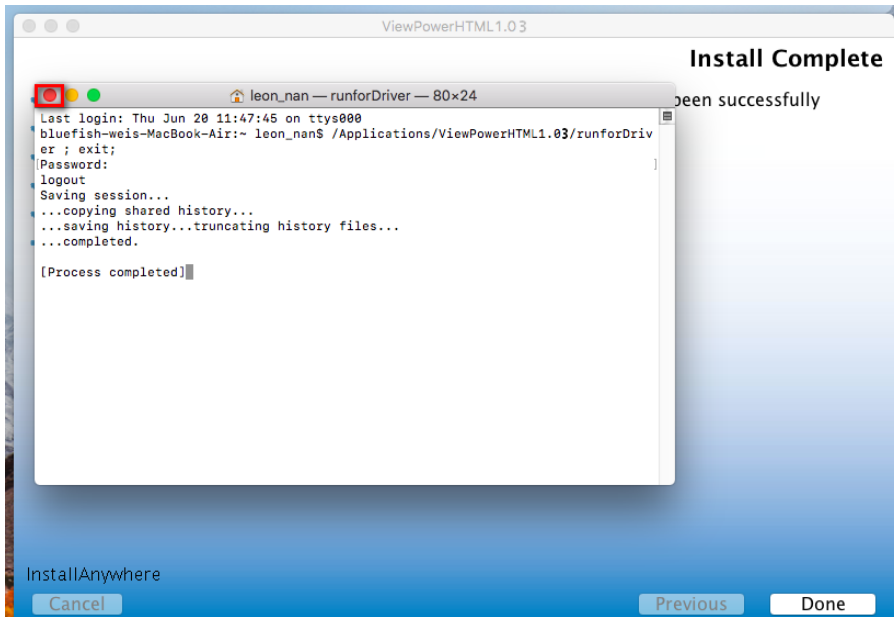 ViewPowerHTML1.03
Install Complete
been successfully
leon_nan — runforDriver — 80×24
Last login: Thu Jun 20 11:47:45 on ttys000
bluefish-weis-MacBook-Air:~ leon_nan$ /Applications/ViewPowerHTML1.03/runforDriv
er ; exit;
[Password: ]
logout
Saving session...
...copying shared history...
...saving history...truncating history files...
...completed.
[Process completed]
InstallAnywhere
Cancel
Previous
Done